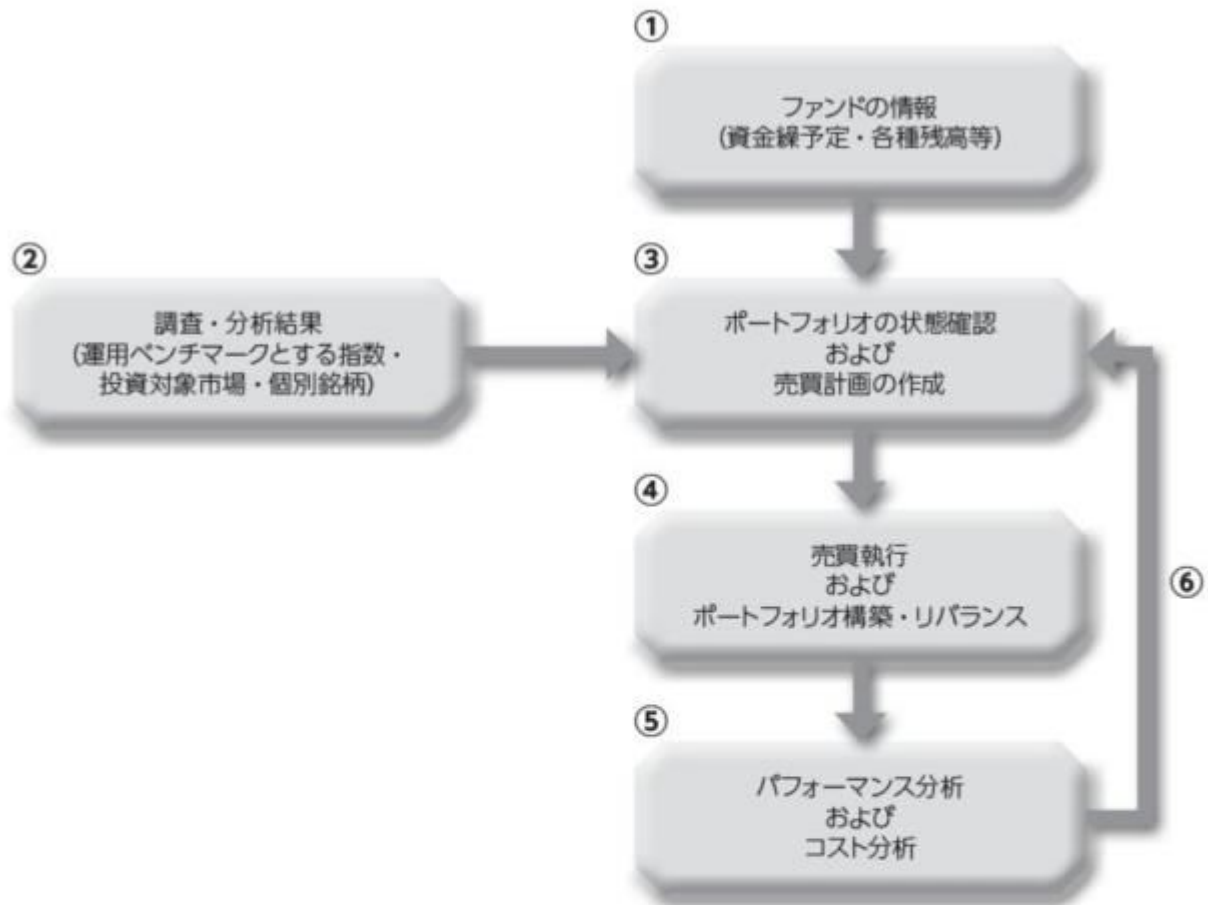 ①
ファンドの情報
(資金繰予定・各種残高等)
②
調査・分析結果
(運用ベンチマークとする指数・
投資対象市場・個別銘柄)
③
ポートフォリオの状態確認
および
売買計画の作成
④
売買執行
および
ポートフォリオ構築・リバランス
⑤
パフォーマンス分析
および
コスト分析
⑥